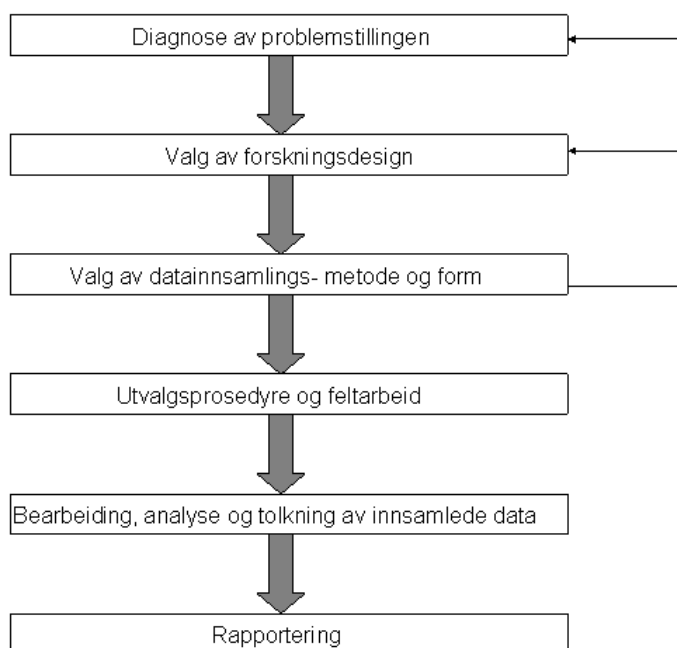 Diagnose av problemstillingen
Valg av forskningsdesign
Valg av datainnsamlings- metode og form
Utvalgsprosedyre og feltarbeid
Bearbeiding, analyse og tolkning av innsamlede data
Rapportering